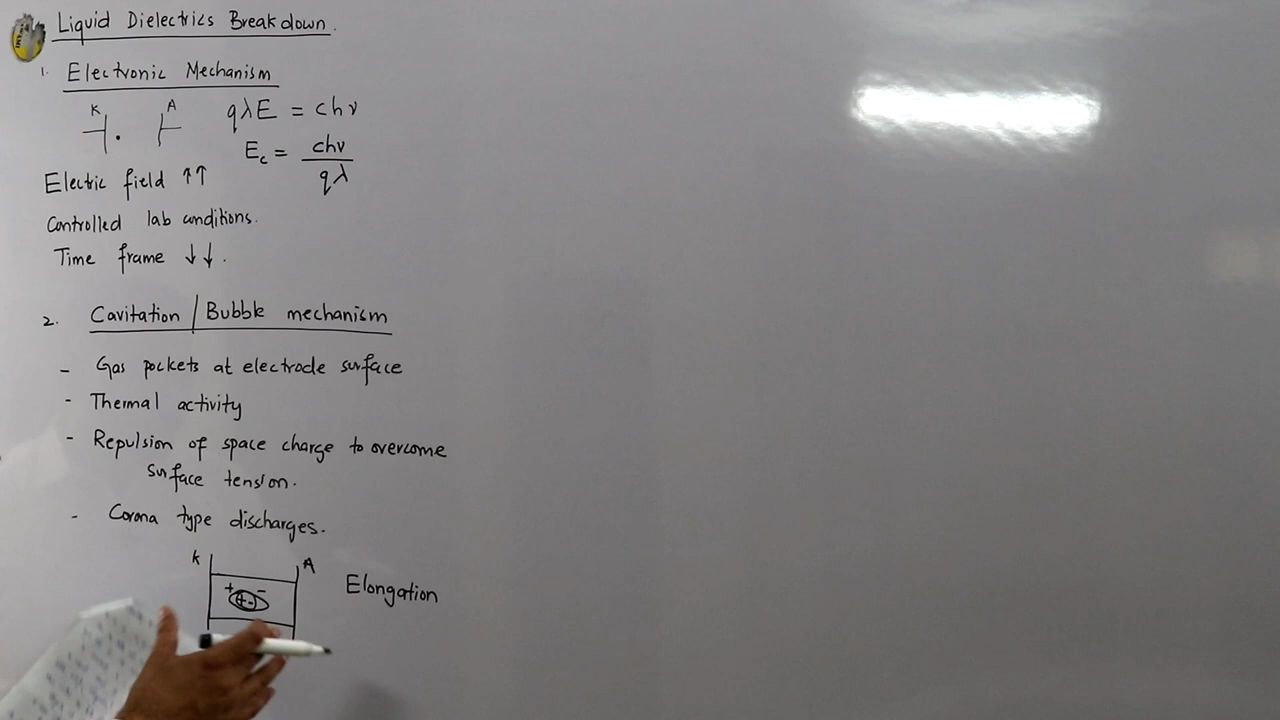 Liquid Dielectrics Breakdown.
1. Electronic Mechanism
K A
qλE = chν
E_c = chν / qλ
Electric field ↑↑
Controlled lab conditions.
Time frame ↓↓.
2. Cavitation / Bubble mechanism
- Gas pockets at electrode surface
- Thermal activity
- Repulsion of space charge to overcome
surface tension.
- Corona type discharges.
K A
+ -
+ -
Elongation